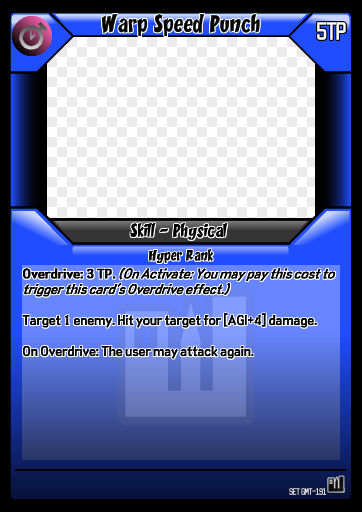 Warp Speed Punch
5TP
Skill - Physical
Hyper Rank
Overdrive: 3 TP. (On Activate: You may pay this cost to
trigger this card's Overdrive effect.)
Target 1 enemy. Hit your target for [AGI+4] damage.
On Overdrive: The user may attack again.
SET GMT-191